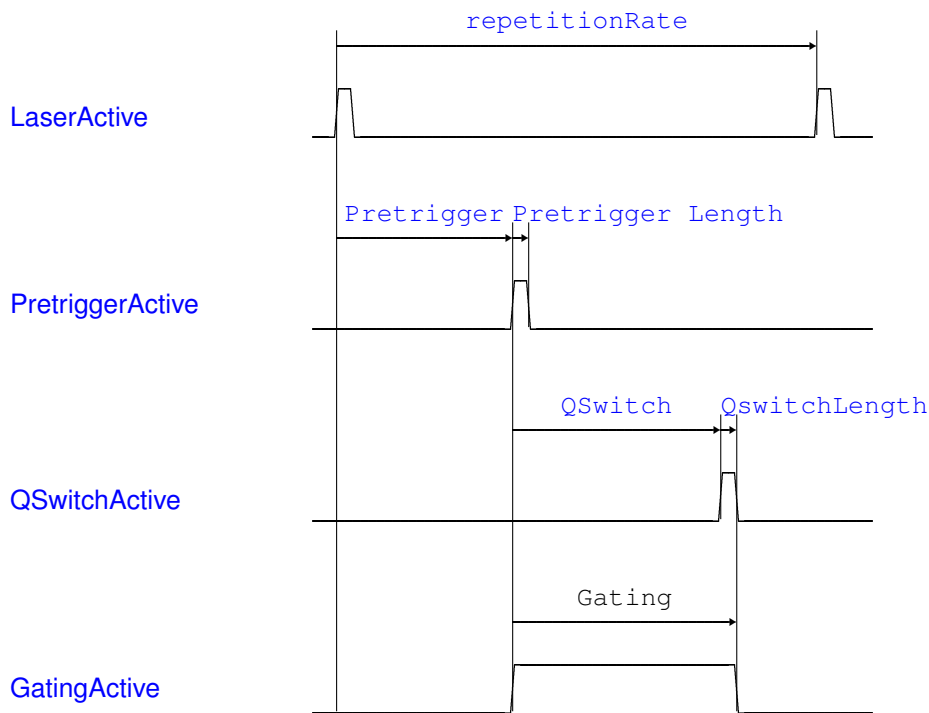 repetitionRate
LaserActive
Pretrigger Pretrigger Length
PretriggerActive
QSwitch QswitchLength
QSwitchActive
Gating
GatingActive